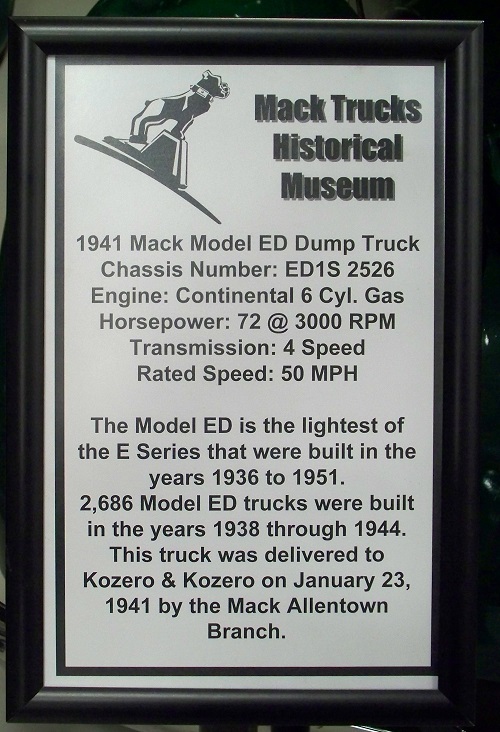 Mack Trucks
Historical
Museum
1941 Mack Model ED Dump Truck
Chassis Number: ED1S 2526
Engine: Continental 6 Cyl. Gas
Horsepower: 72 @ 3000 RPM
Transmission: 4 Speed
Rated Speed: 50 MPH
The Model ED is the lightest of
the E Series that were built in the
years 1936 to 1951.
2,686 Model ED trucks were built
in the years 1938 through 1944.
This truck was delivered to
Kozero & Kozero on January 23,
1941 by the Mack Allentown
Branch.